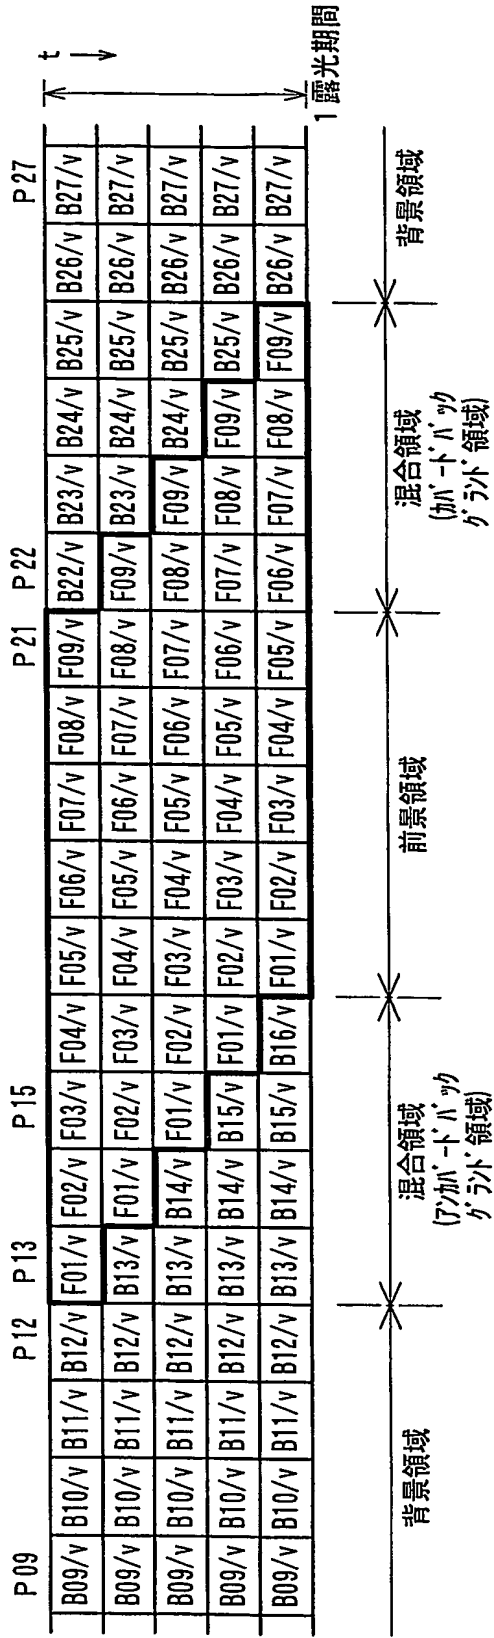 P09 P12 P13 P15 P21 P22 P27
t
B09/v B10/v B11/v B12/v F01/v F02/v F03/v F04/v F05/v F06/v F07/v F08/v F09/v B22/v B23/v B24/v B25/v B26/v B27/v
B09/v B10/v B11/v B12/v B13/v F01/v F02/v F03/v F04/v F05/v F06/v F07/v F08/v F09/v B23/v B24/v B25/v B26/v B27/v
B09/v B10/v B11/v B12/v B13/v B14/v F01/v F02/v F03/v F04/v F05/v F06/v F07/v F08/v F09/v B24/v B25/v B26/v B27/v
B09/v B10/v B11/v B12/v B13/v B14/v B15/v F01/v F02/v F03/v F04/v F05/v F06/v F07/v F08/v F09/v B25/v B26/v B27/v
B09/v B10/v B11/v B12/v B13/v B14/v B15/v B16/v F01/v F02/v F03/v F04/v F05/v F06/v F07/v F08/v F09/v B26/v B27/v
1 露光期間
背景領域
混合領域
(アンカバードバック
グランド領域)
前景領域
混合領域
(カバードバック
グランド領域)
背景領域